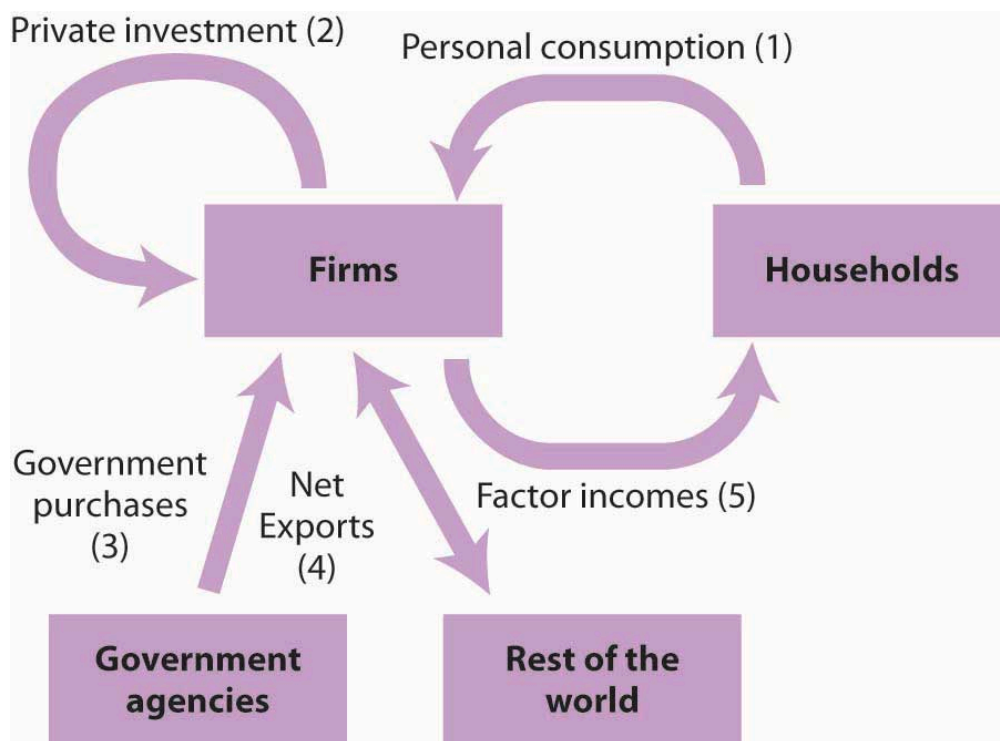 Private investment (2)
Personal consumption (1)
Firms
Households
Government
purchases
(3)
Net
Exports
(4)
Factor incomes (5)
Government
agencies
Rest of the
world